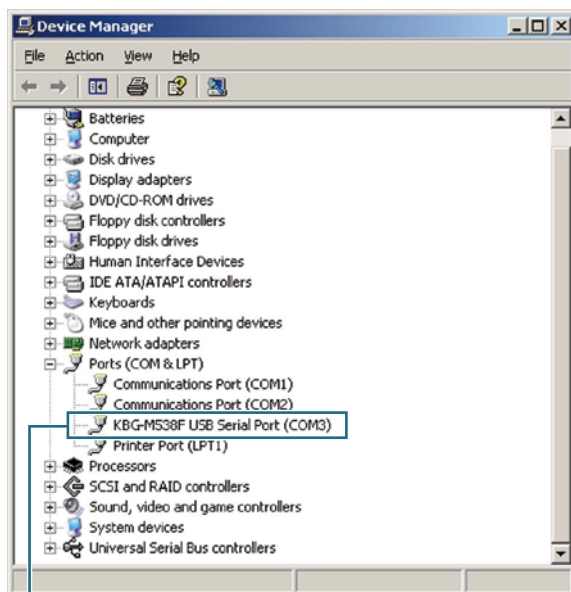 Device Manager
File Action View Help
Batteries
Computer
Disk drives
Display adapters
DVD/CD-ROM drives
Floppy disk controllers
Floppy disk drives
Human Interface Devices
IDE ATA/ATAPI controllers
Keyboards
Mice and other pointing devices
Network adapters
Ports (COM & LPT)
Communications Port (COM1)
Communications Port (COM2)
KBG-M538F USB Serial Port (COM3)
Printer Port (LPT1)
Processors
SCSI and RAID controllers
Sound, video and game controllers
System devices
Universal Serial Bus controllers